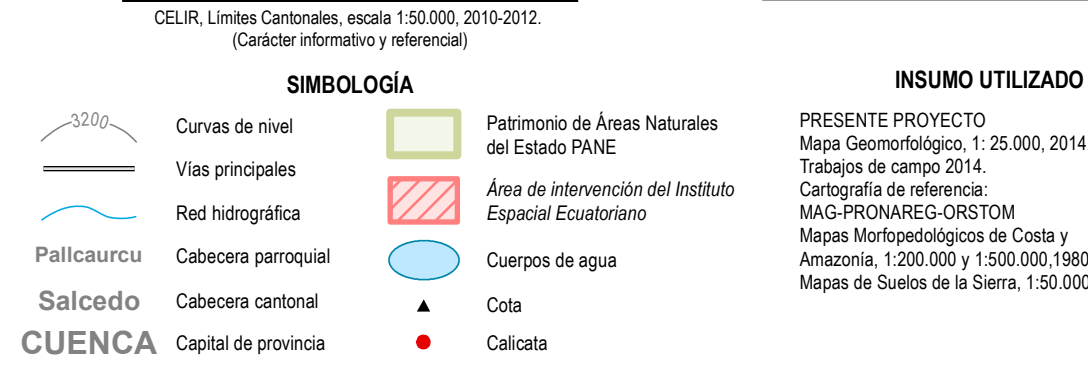 CELIR, Límites Cantonales, escala 1:50.000, 2010-2012.
(Carácter informativo y referencial)
SIMBOLOGÍA
3200
Curvas de nivel
Vías principales
Red hidrográfica
Pallcaurcu
Cabecera parroquial
Salcedo
Cabecera cantonal
CUENCA
Capital de provincia
Patrimonio de Áreas Naturales
del Estado PANE
Área de intervención del Instituto
Espacial Ecuatoriano
Cuerpos de agua
Cota
Calicata
INSUMO UTILIZADO
PRESENTE PROYECTO
Mapa Geomorfológico, 1: 25.000, 2014
Trabajos de campo 2014.
Cartografía de referencia:
MAG-PRONAREG-ORSTOM
Mapas Morfopedológicos de Costa y
Amazonía, 1:200.000 y 1:500.000,1980
Mapas de Suelos de la Sierra, 1:50.000